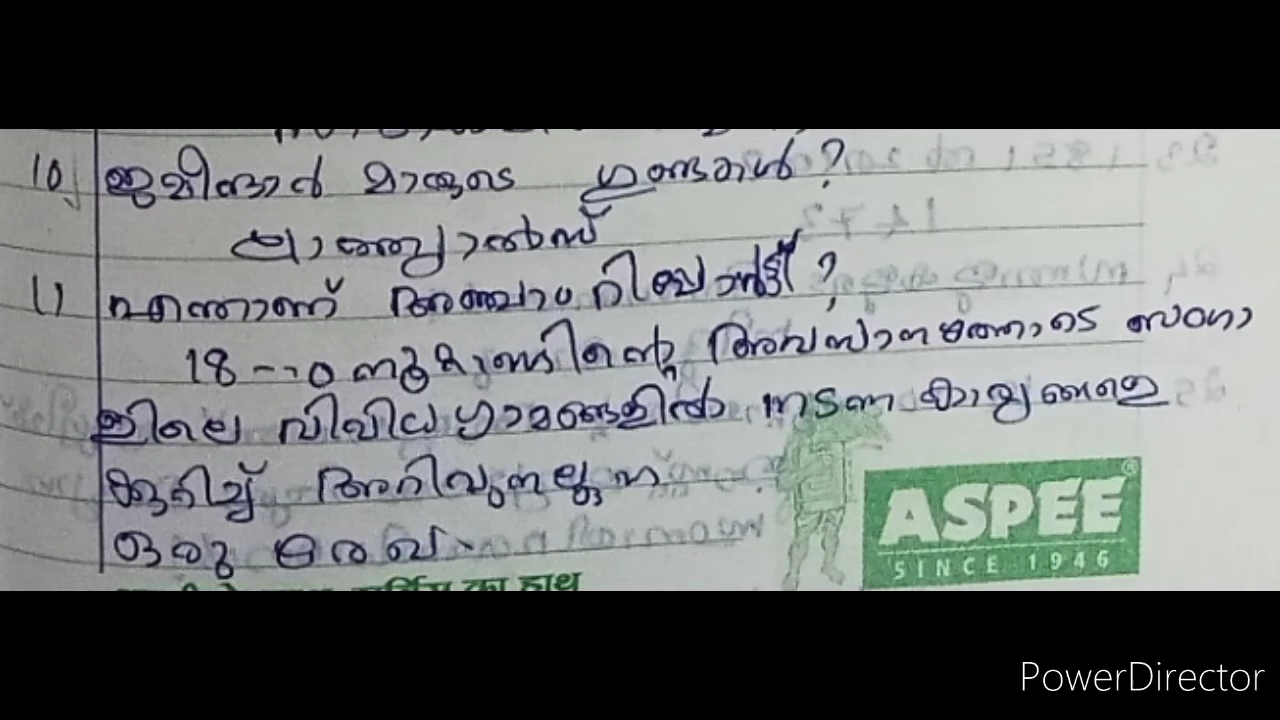 10) ജമീന്ദാർ മാരുടെ ഗുണ്ടകൾ?
ലാത്ത്യാൽസ്
11 എന്താണ് അഞ്ചാം റിപ്പോർട്ട്?
18-ാം നൂറ്റാണ്ടിന്റെ അവസാനത്തോടെ ബംഗാ
ളിലെ വിവിധ ഗ്രാമങ്ങളിൽ നടന്ന കാര്യങ്ങളെ
കുറിച്ച് അറിവുനല്കുന്ന
ഒരു രേഖ.
ASPEE
SINCE 1946
का हाथ
PowerDirector